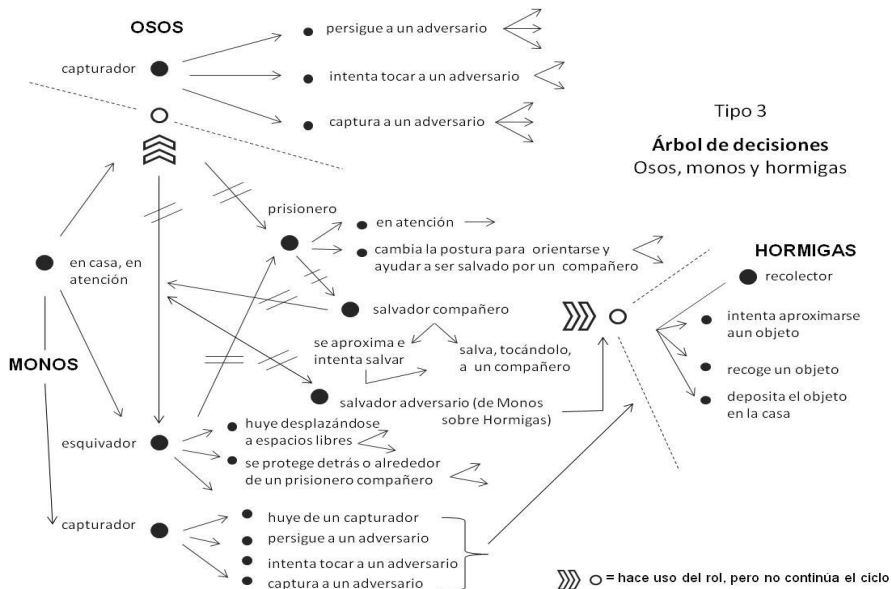 OSOS
capturador
persigue a un adversario
intenta tocar a un adversario
captura a un adversario
Tipo 3
Árbol de decisiones
Osos, monos y hormigas
prisionero
en atención
cambia la postura para orientarse y
ayudar a ser salvado por un compañero
en casa, en
atención
MONOS
salvador compañero
se aproxima e
intenta salvar
salva, tocándolo,
a un compañero
salvador adversario (de Monos
sobre Hormigas)
HORMIGAS
recolector
intenta aproximarse
aun objeto
recoge un objeto
deposita el objeto
en la casa
esquivador
huye desplazándose
a espacios libres
se protege detrás o alrededor
de un prisionero compañero
capturador
huye de un capturador
persigue a un adversario
intenta tocar a un adversario
captura a un adversario
= hace uso del rol, pero no continúa el ciclo